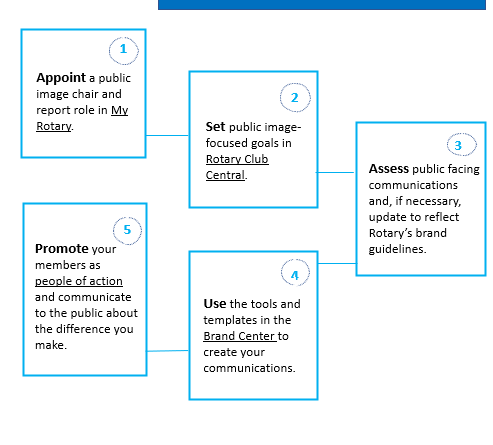 1
Appoint a public
image chair and
report role in My
Rotary.
2
Set public image-
focused goals in
Rotary Club
Central.
3
Assess public facing
communications
and, if necessary,
update to reflect
Rotary's brand
guidelines.
4
Use the tools and
templates in the
Brand Center to
create your
communications.
5
Promote your
members as
people of action
and communicate
to the public about
the difference you
make.